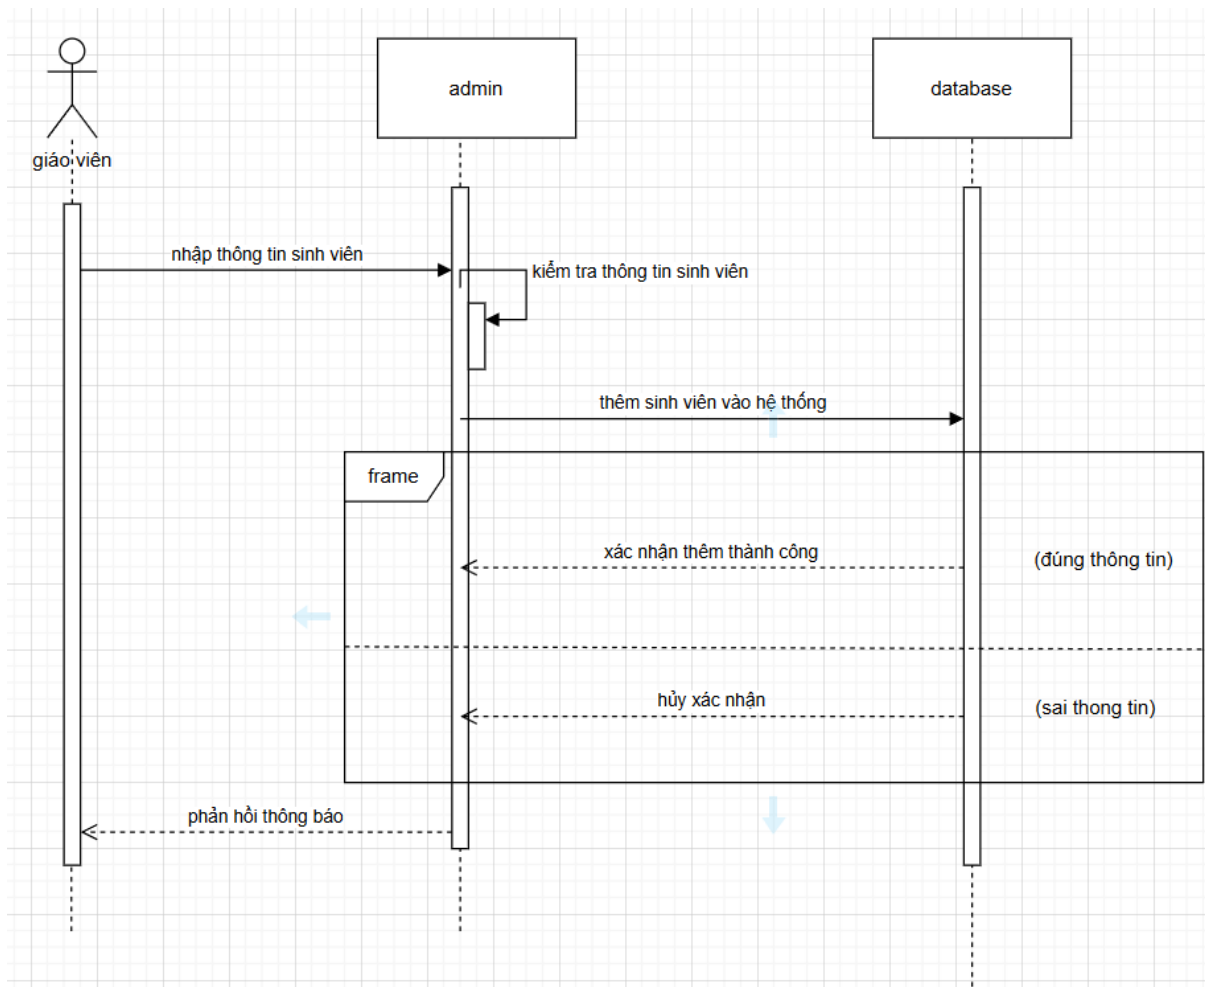 admin
database
giáo viên
nhập thông tin sinh viên
kiểm tra thông tin sinh viên
thêm sinh viên vào hệ thống
frame
xác nhận thêm thành công
(đúng thông tin)
hủy xác nhận
(sai thong tin)
phản hồi thông báo